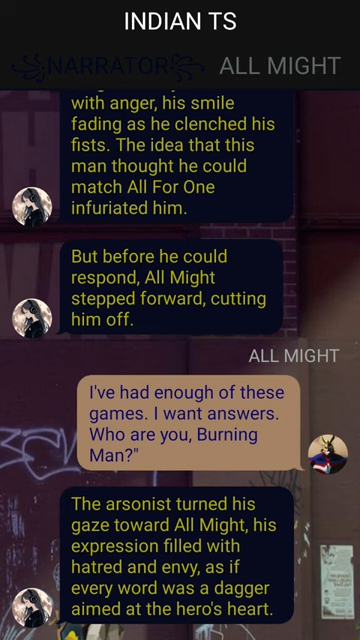 INDIAN TS
꧁NARRATOR꧂ ALL MIGHT
with anger, his smile
fading as he clenched his
fists. The idea that this
man thought he could
match All For One
infuriated him.
But before he could
respond, All Might
stepped forward, cutting
him off.
ALL MIGHT
I've had enough of these
games. I want answers.
Who are you, Burning
Man?"
The arsonist turned his
gaze toward All Might, his
expression filled with
hatred and envy, as if
every word was a dagger
aimed at the hero's heart.